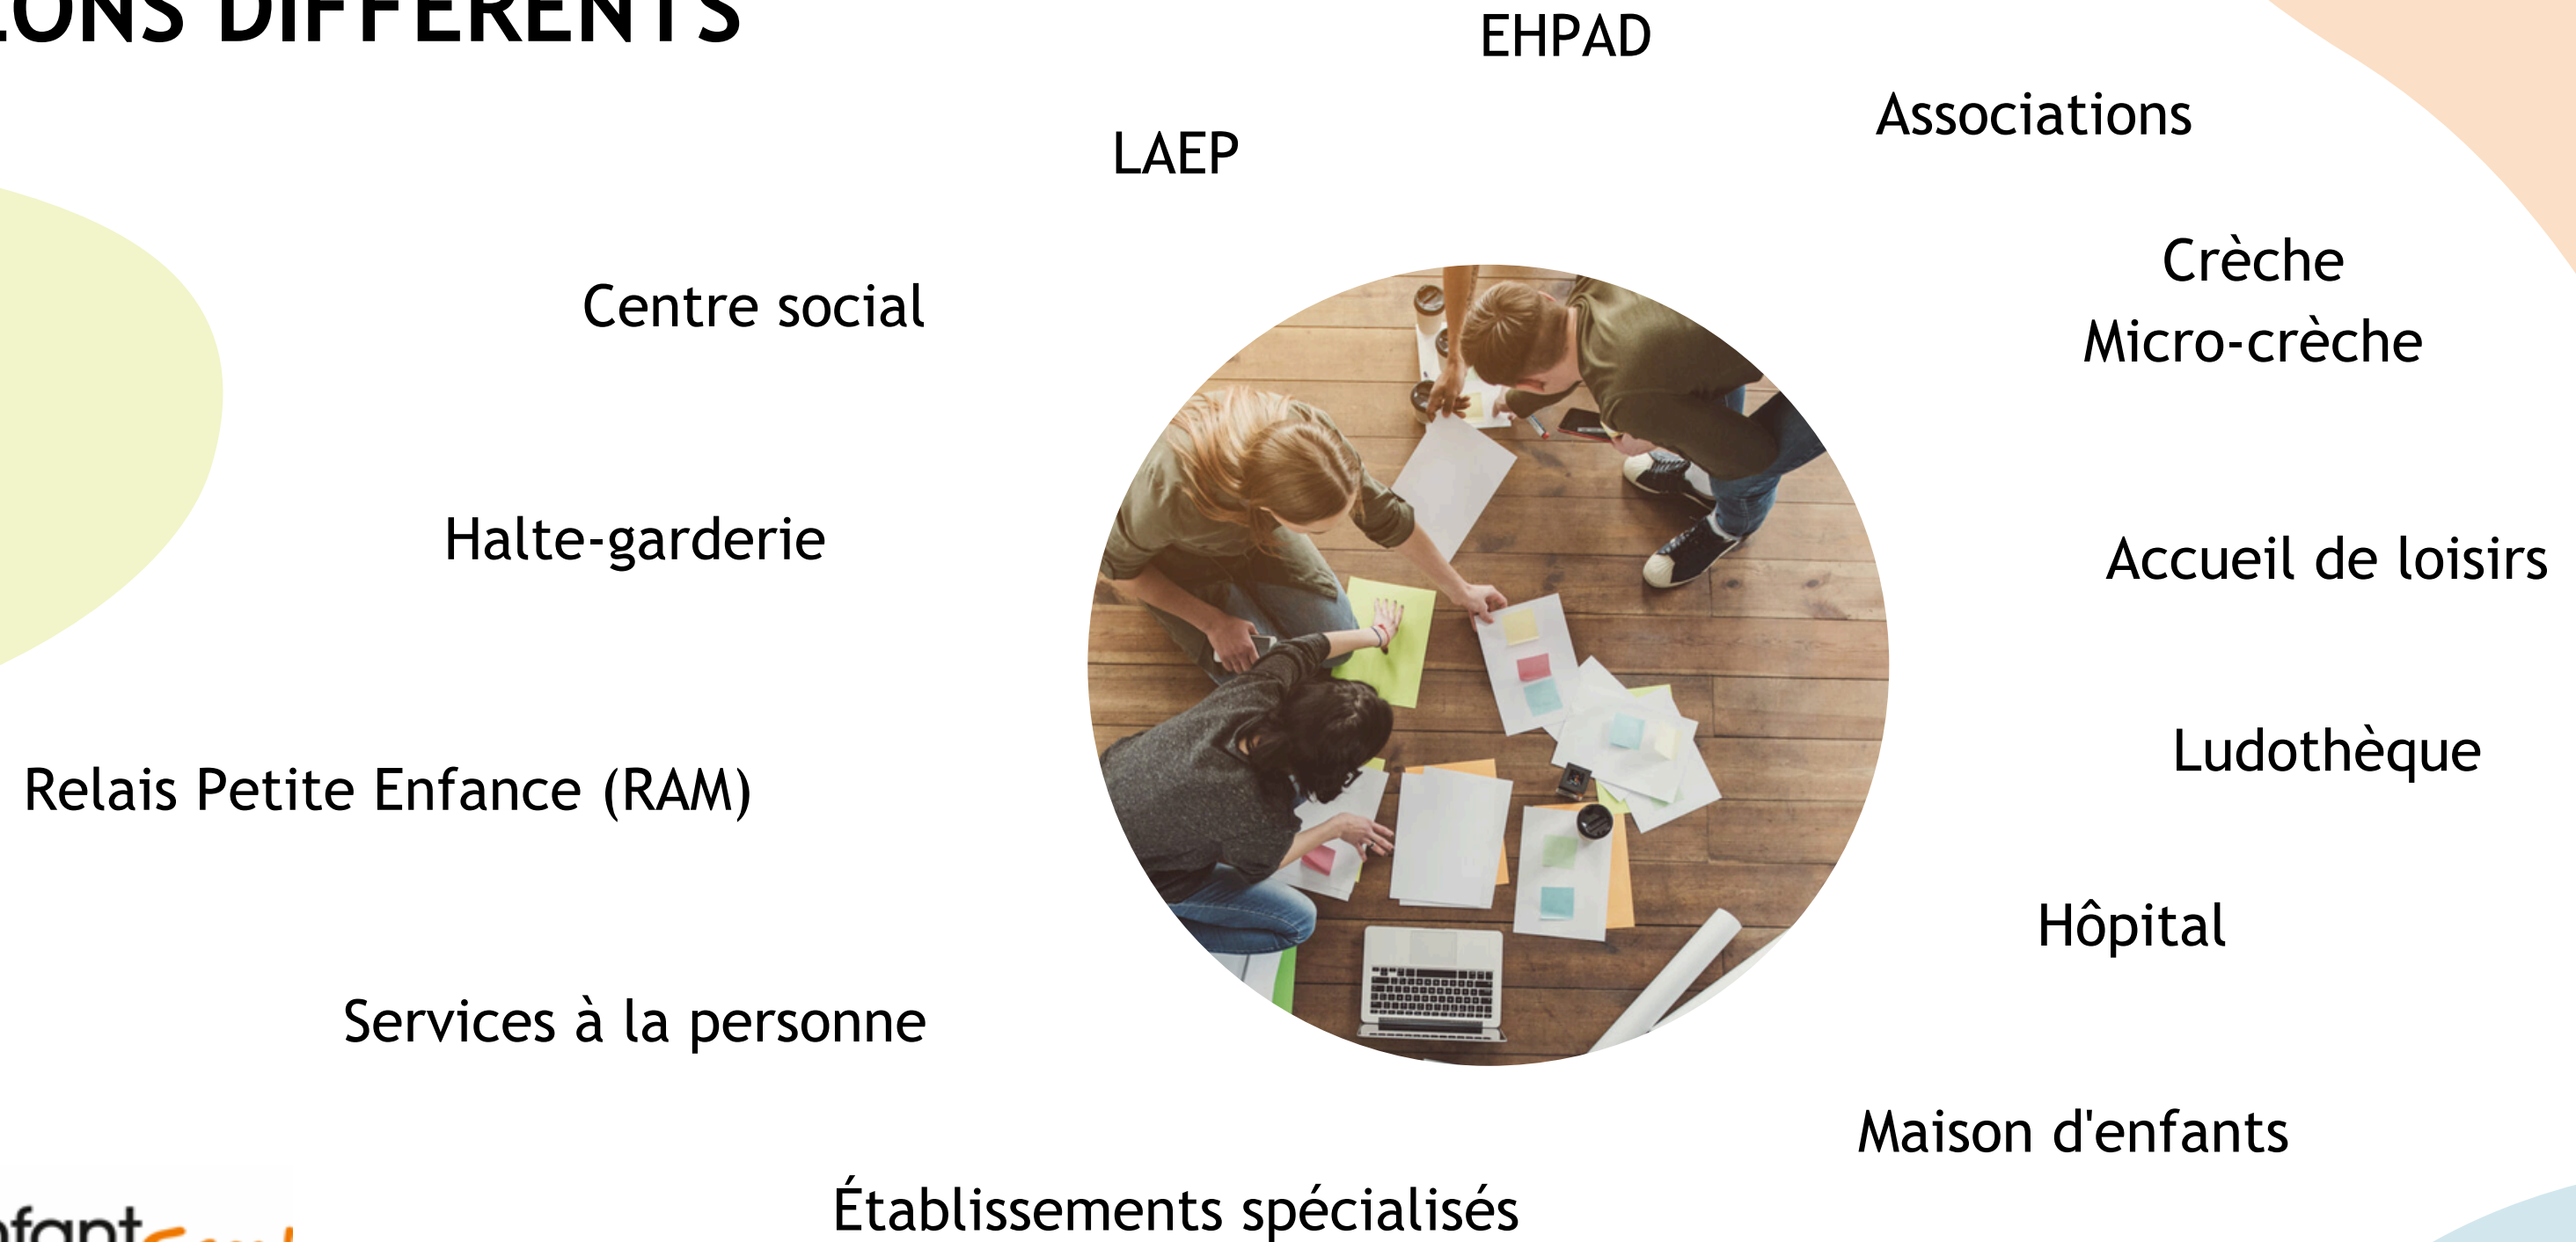 DIFFÉRENTS
EHPAD
Associations
LAEP
Crèche
Micro-crèche
Centre social
Halte-garderie
Accueil de loisirs
Ludothèque
Relais Petite Enfance (RAM)
Hôpital
Services à la personne
Maison d'enfants
Établissements spécialisés